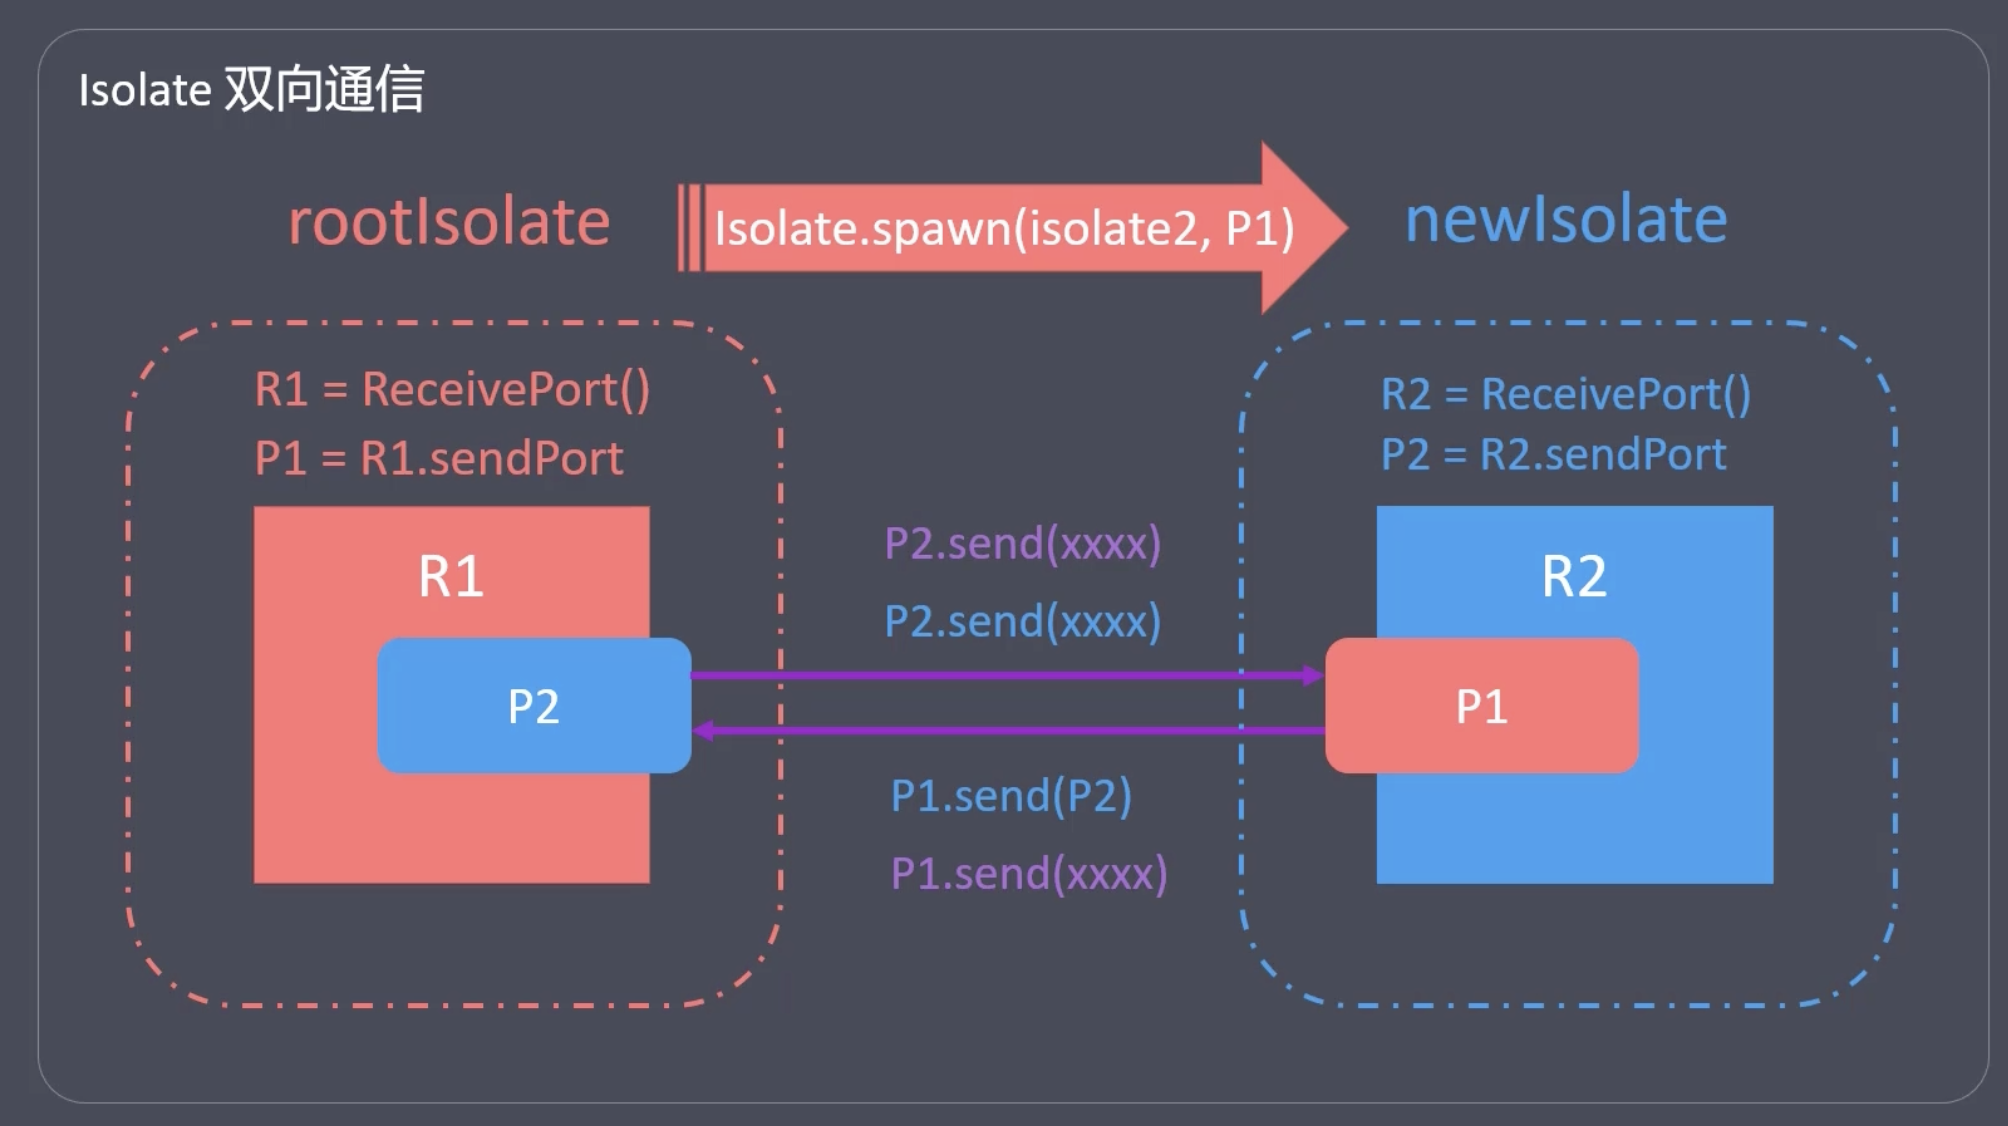 Isolate 双向通信
rootIsolate
Isolate.spawn(isolate2, P1)
newIsolate
R1 = ReceivePort()
P1 = R1.sendPort
R1
P2
P2.send(xxxx)
P2.send(xxxx)
P1.send(P2)
P1.send(xxxx)
R2 = ReceivePort()
P2 = R2.sendPort
R2
P1